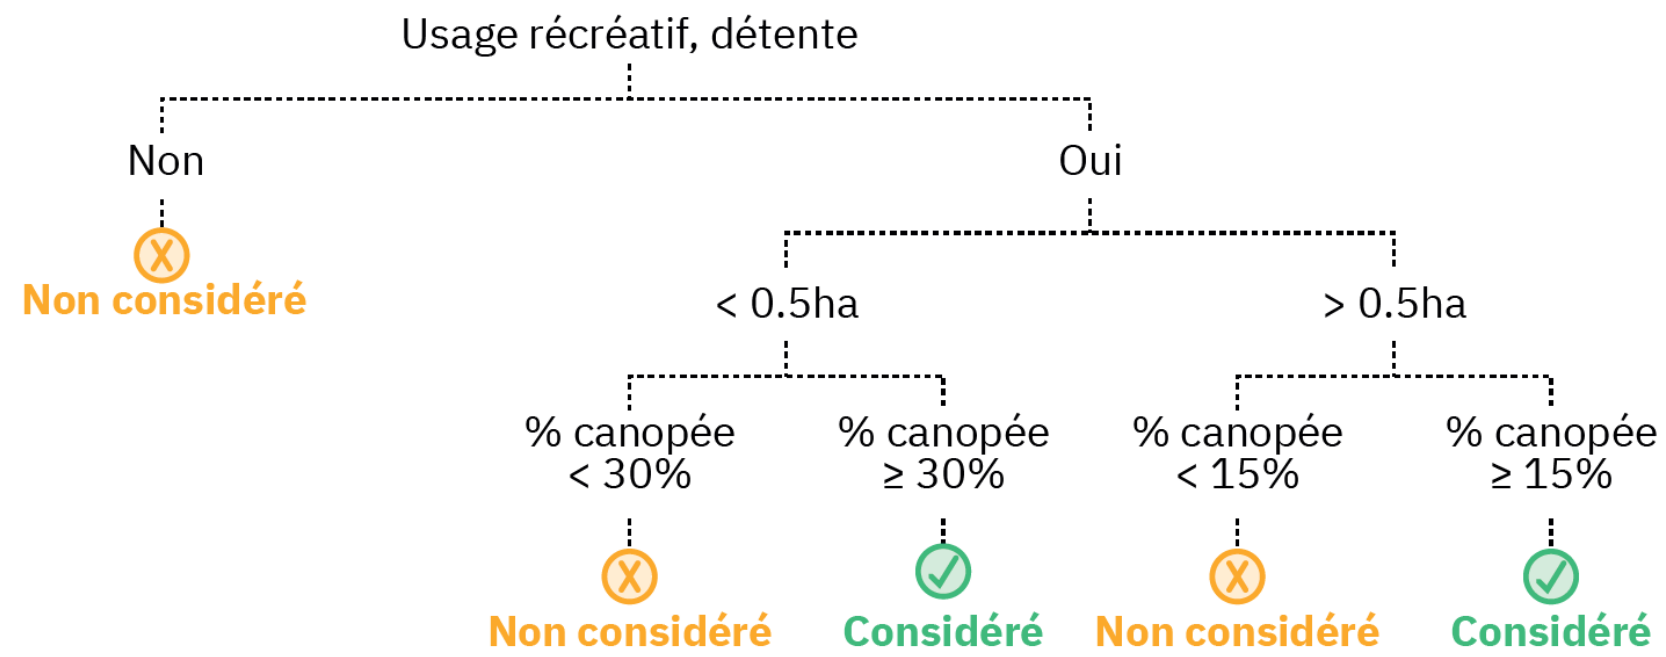 Usage récréatif, détente
Non
Oui
Non considéré
< 0.5ha
> 0.5ha
% canopée
< 30%
% canopée
≥ 30%
% canopée
< 15%
% canopée
≥ 15%
Non considéré
Considéré
Non considéré
Considéré